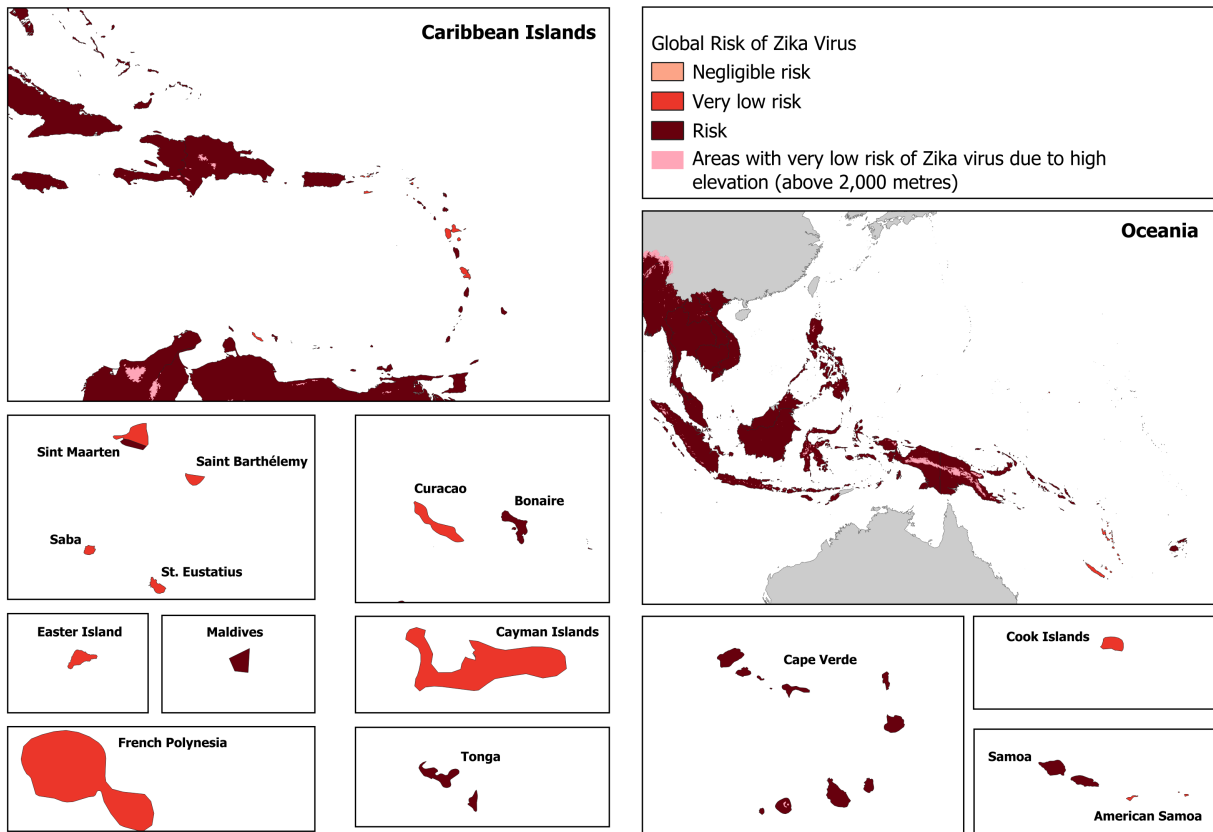 Caribbean Islands
Global Risk of Zika Virus
Negligible risk
Very low risk
Risk
Areas with very low risk of Zika virus due to high
elevation (above 2,000 metres)
Oceania
Sint Maarten
Saint Barthélemy
Saba
St. Eustatius
Curacao
Bonaire
Easter Island
Maldives
Cayman Islands
Cape Verde
Cook Islands
French Polynesia
Tonga
Samoa
American Samoa